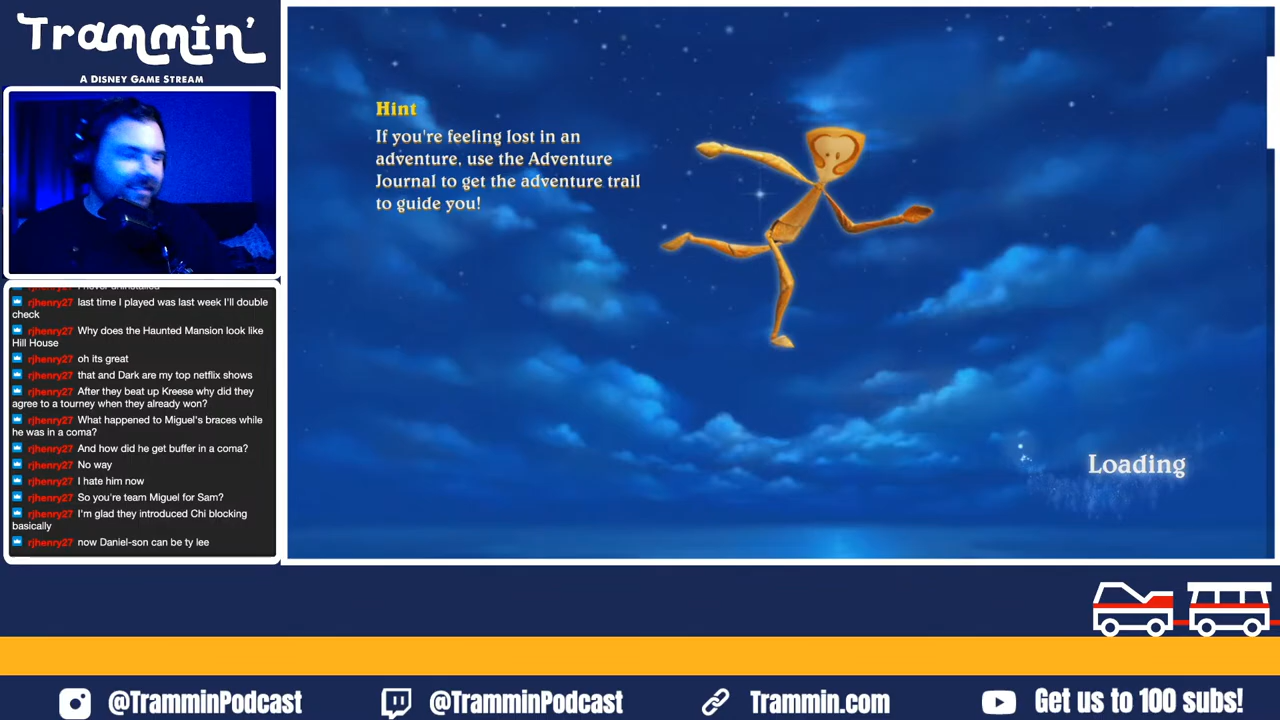 Trammin'
A DISNEY GAME STREAM
rjhenry27 I never uninstalled
rjhenry27 last time I played was last week I'll double
check
rjhenry27 Why does the Haunted Mansion look like
Hill House
rjhenry27 oh its great
rjhenry27 that and Dark are my top netflix shows
rjhenry27 After they beat up Kreese why did they
agree to a tourney when they already won?
rjhenry27 What happened to Miguel's braces while
he was in a coma?
rjhenry27 And how did he get buffer in a coma?
rjhenry27 No way
rjhenry27 I hate him now
rjhenry27 So you're team Miguel for Sam?
rjhenry27 I'm glad they introduced Chi blocking
basically
rjhenry27 now Daniel-son can be ty lee
Hint
If you're feeling lost in an
adventure, use the Adventure
Journal to get the adventure trail
to guide you!
Loading
@TramminPodcast @TramminPodcast Trammin.com Get us to 100 subs!